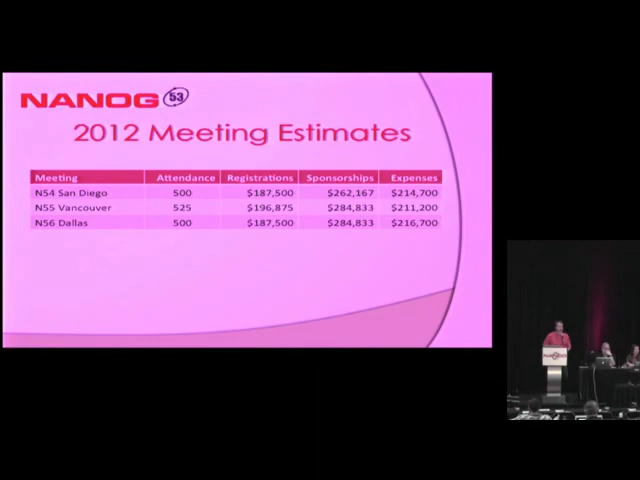 NANOG 53
2012 Meeting Estimates
Meeting Attendance Registrations Sponsorships Expenses
N54 San Diego 500 $187,500 $262,167 $214,700
N55 Vancouver 525 $196,875 $284,833 $211,200
N56 Dallas 500 $187,500 $284,833 $216,700
NANOG